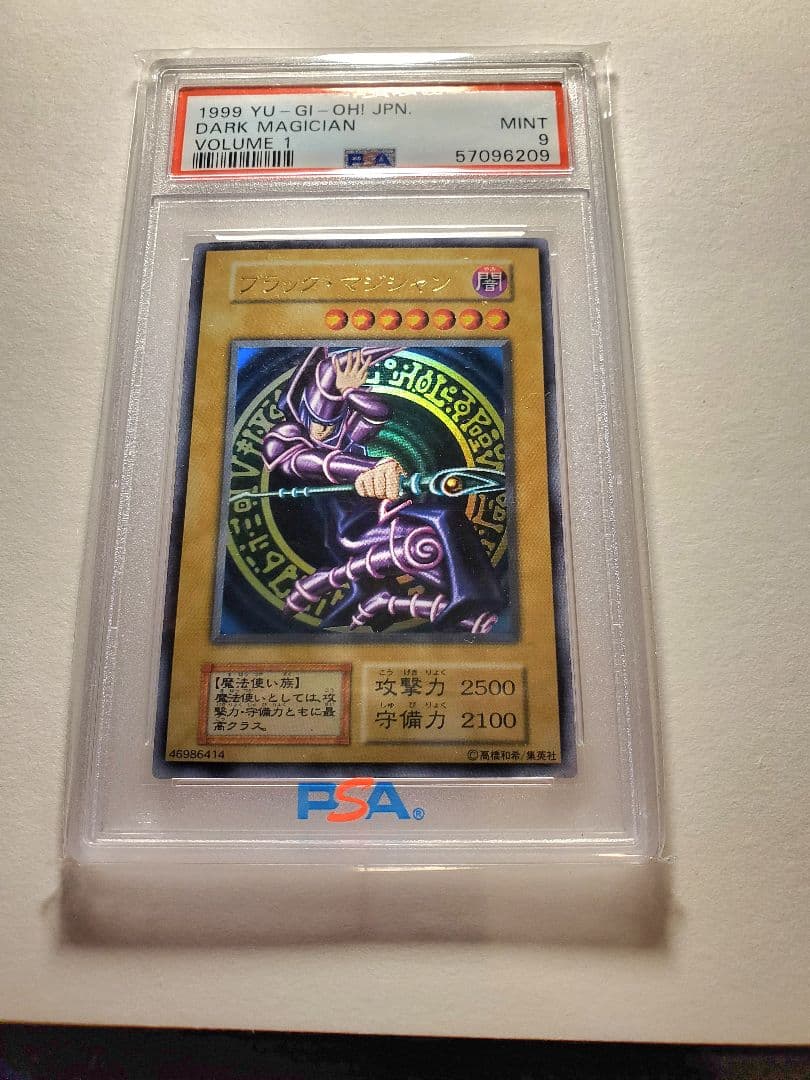 1999 YU-GI-OH! JPN.
DARK MAGICIAN
MINT
VOLUME 1
9
PSA
57096209
ブラック・マジシャン
やみ
闇
【魔法使い族】
魔法使いとしては、攻
撃力・守備力ともに最
高クラス。
こう げき りょく
攻撃力 2500
しゅ び りょく
守備力 2100
46986414
©高橋和希/集英社
PSA®